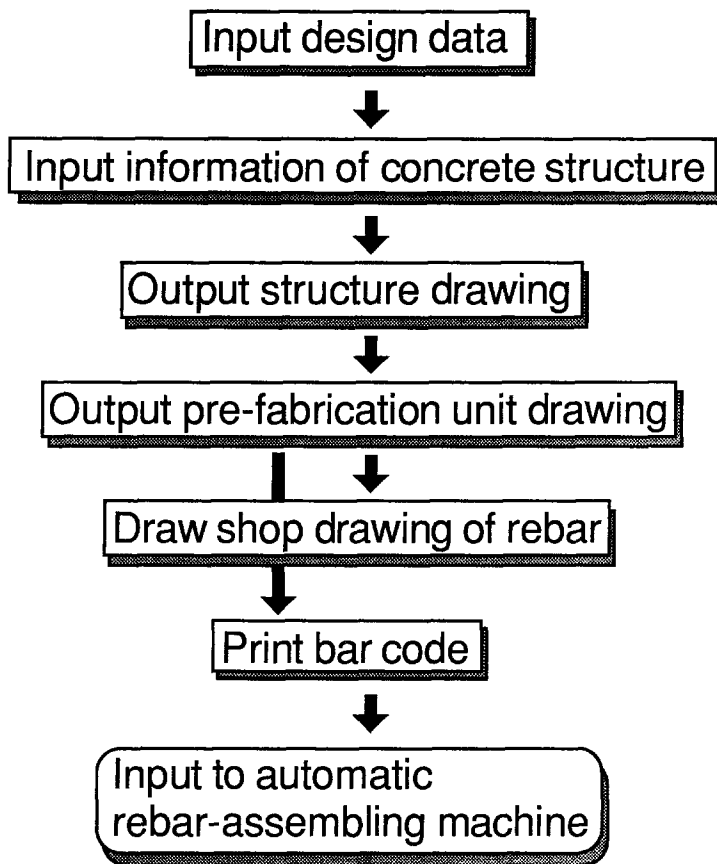 Input design data
Input information of concrete structure
Output structure drawing
Output pre-fabrication unit drawing
Draw shop drawing of rebar
Print bar code
Input to automatic
rebar-assembling machine